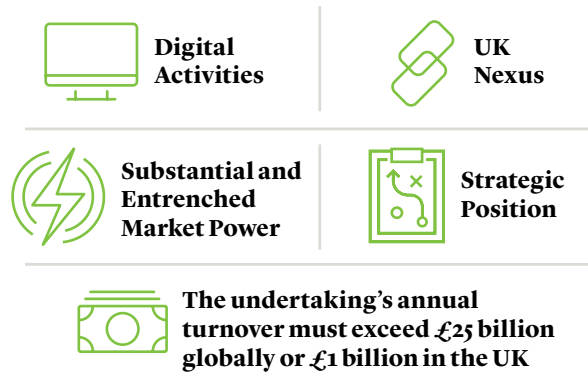 Digital
Activities
UK
Nexus
Substantial and
Entrenched
Market Power
Strategic
Position
The undertaking’s annual
turnover must exceed £25 billion
globally or £1 billion in the UK